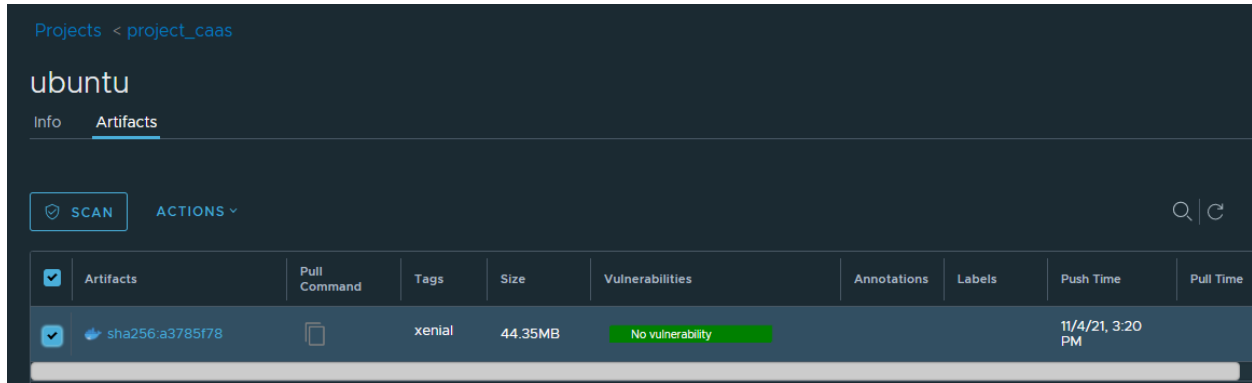 Projects < project_caas
ubuntu
Info Artifacts
SCAN ACTIONS
Artifacts Pull Command Tags Size Vulnerabilities Annotations Labels Push Time Pull Time
sha256:a3785f78 xenial 44.35MB No vulnerability 11/4/21, 3:20 PM